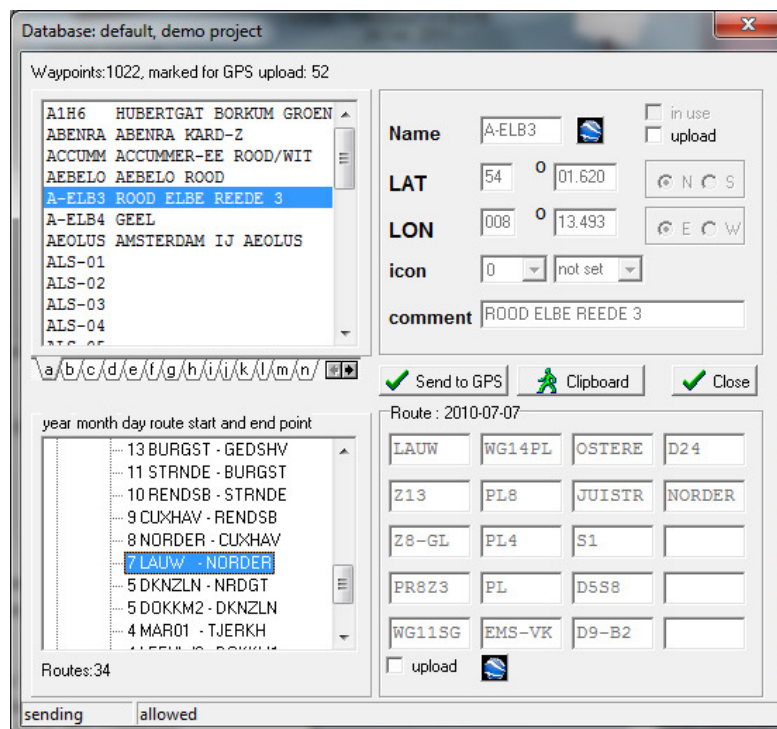 Database: default, demo project
Waypoints:1022, marked for GPS upload: 52
A1H6 HUBERTGAT BORKUM GROEN
ABENRA ABENRA KARD-Z
ACCUMM ACCUMMER-EE ROOD/WIT
AEBELO AEBELO ROOD
A-ELB3 ROOD ELBE REEDE 3
A-ELB4 GEEL
AEOLUS AMSTERDAM IJ AEOLUS
ALS-01
ALS-02
ALS-03
ALS-04
a/b/c/d/e/f/g/h/i/j/k/l/m/n/
Name A-ELB3
in use
upload
LAT 54 o 01.620 N S
LON 008 o 13.493 E W
icon 0 not set
comment ROOD ELBE REEDE 3
Send to GPS Clipboard Close
year month day route start and end point
13 BURGST - GEDSHV
11 STRNDE - BURGST
10 RENDSB - STRNDE
9 CUXHAV - RENDSB
8 NORDER - CUXHAV
7 LAUW - NORDER
5 DKNZLN - NRDGT
5 DOKKM2 - DKNZLN
4 MAR01 - TJERKH
Routes:34
Route : 2010-07-07
LAUW WG14PL OSTERE D24
Z13 PL8 JUISTR NORDER
Z8-GL PL4 S1
PR8Z3 PL D5S8
WG11SG EMS-VK D9-B2
upload
sending allowed